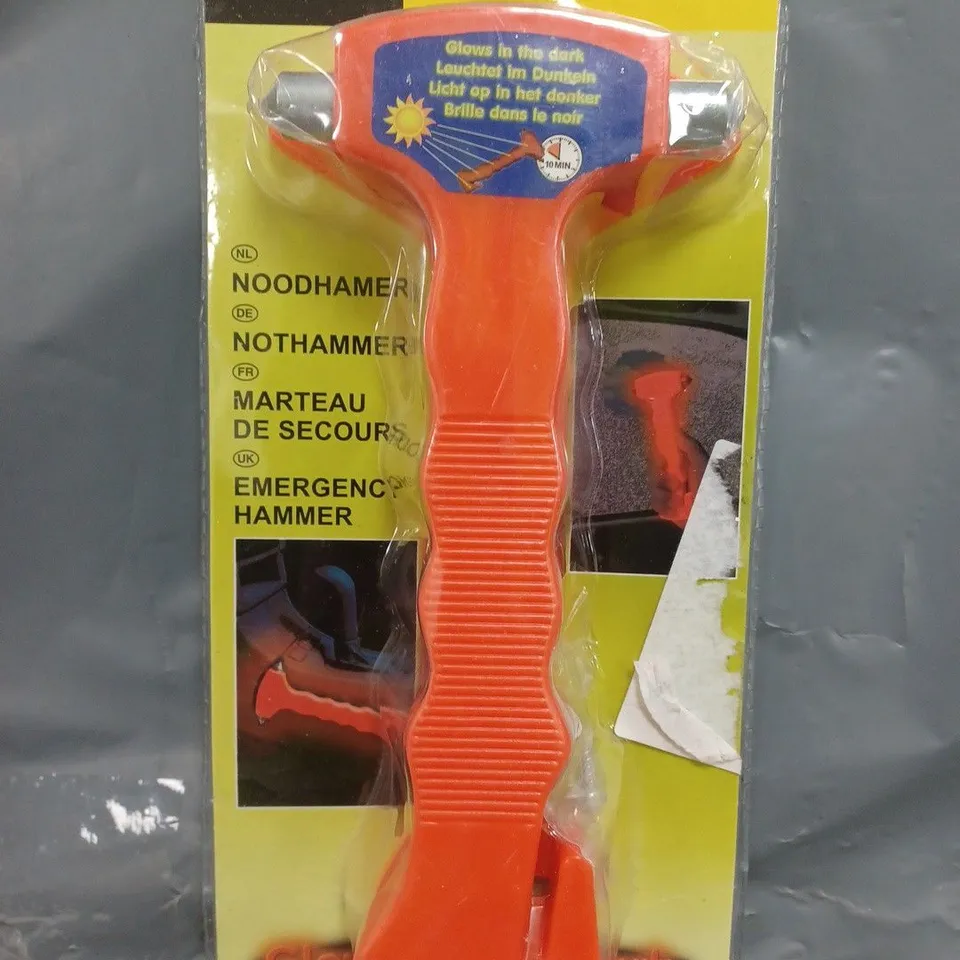 Glows in the dark
Leuchtet im Dunkeln
Licht op in het donker
Brille dans le noir
10 MIN.
NL
NOODHAMER
DE
NOTHAMMER
FR
MARTEAU
DE SECOURS
UK
EMERGENCY
HAMMER